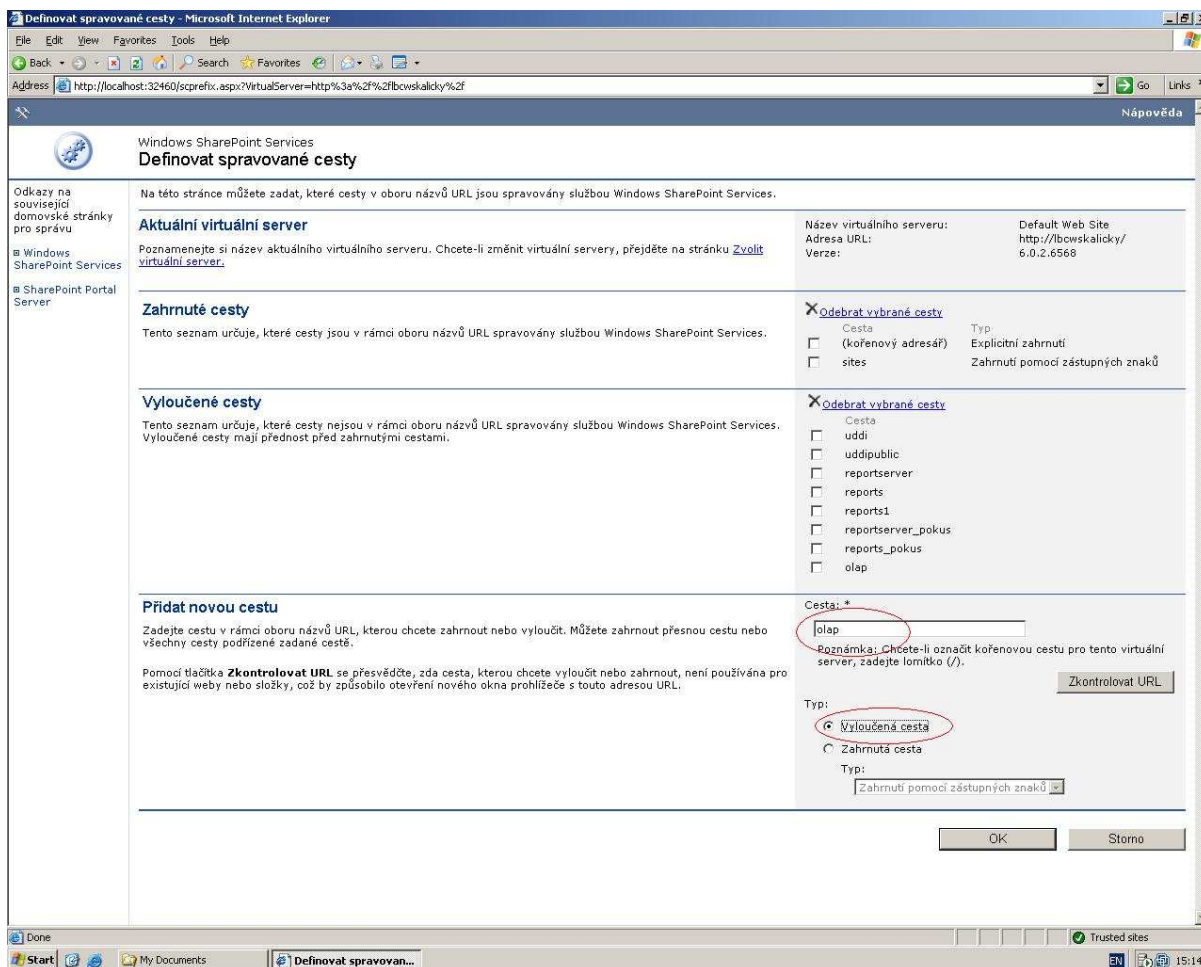 Definovat spravované cesty - Microsoft Internet Explorer
File Edit View Favorites Tools Help
Back Search Favorites
Address http://localhost:32460/scprefix.aspx?VirtualServer=http%3a%2f%2flbcwskalicky%2f Go Links
Nápověda
Windows SharePoint Services
Definovat spravované cesty
Odkazy na
související
domovské stránky
pro správu
Windows
SharePoint Services
SharePoint Portal
Server
Na této stránce můžete zadat, které cesty v oboru názvů URL jsou spravovány službou Windows SharePoint Services.
Aktuální virtuální server
Poznamenejte si název aktuálního virtuálního serveru. Chcete-li změnit virtuální servery, přejděte na stránku Zvolit
virtuální server.
Název virtuálního serveru: Default Web Site
Adresa URL: http://lbcwskalicky/
Verze: 6.0.2.6568
Zahrnuté cesty
Tento seznam určuje, které cesty jsou v rámci oboru názvů URL spravovány službou Windows SharePoint Services.
Odebrat vybrané cesty
Cesta Typ
(kořenový adresář) Explicitní zahrnutí
sites Zahrnutí pomocí zástupných znaků
Vyloučené cesty
Tento seznam určuje, které cesty nejsou v rámci oboru názvů URL spravovány službou Windows SharePoint Services.
Vyloučené cesty mají přednost před zahrnutými cestami.
Odebrat vybrané cesty
Cesta
uddi
uddipublic
reportserver
reports
reports1
reportserver_pokus
reports_pokus
olap
Přidat novou cestu
Zadejte cestu v rámci oboru názvů URL, kterou chcete zahrnout nebo vyloučit. Můžete zahrnout přesnou cestu nebo
všechny cesty podřízené zadané cestě.
Pomocí tlačítka Zkontrolovat URL se přesvědčte, zda cesta, kterou chcete vyloučit nebo zahrnout, není používána pro
existující weby nebo složky, což by způsobilo otevření nového okna prohlížeče s touto adresou URL.
Cesta: *
olap
Poznámka: Chcete-li označit kořenovou cestu pro tento virtuální
server, zadejte lomítko (/).
Zkontrolovat URL
Typ:
Vyloučená cesta
Zahrnutá cesta
Typ:
Zahrnutí pomocí zástupných znaků
OK Storno
Done Trusted sites
Start My Documents Definovat spravovan... EN 15:14